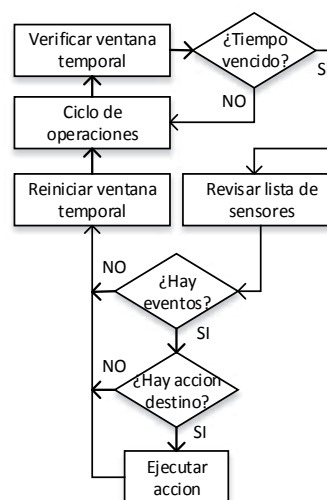 Verificar ventana
temporal
¿Tiempo
vencido?
S
NO
Ciclo de
operaciones
Reiniciar ventana
temporal
Revisar lista de
sensores
NO
¿Hay
eventos?
SI
NO
¿Hay accion
destino?
SI
Ejecutar
accion